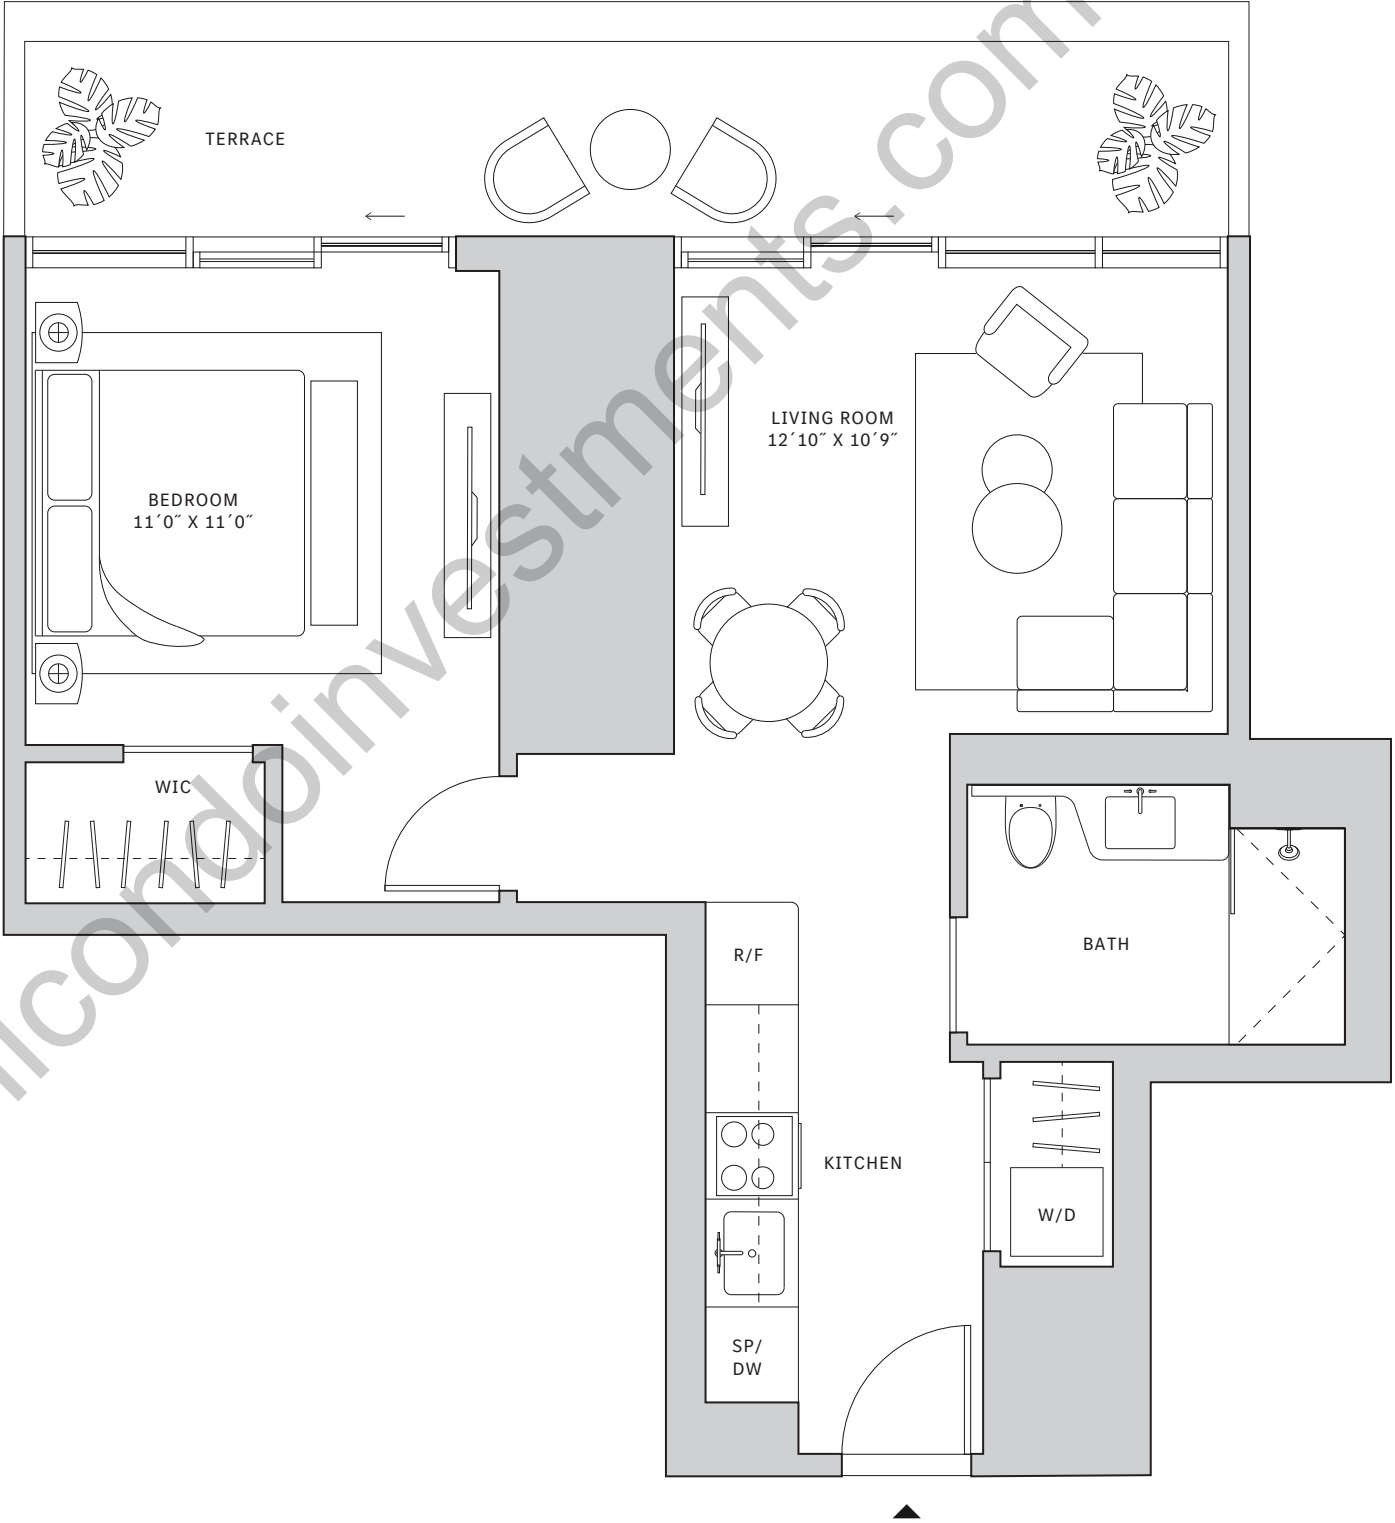 TERRACE
LIVING ROOM
12´10˝ X 10´9˝
BEDROOM
11´0˝ X 11´0˝
WIC
BATH
R/F
KITCHEN
W/D
SP/
DW
condoinvestments.com